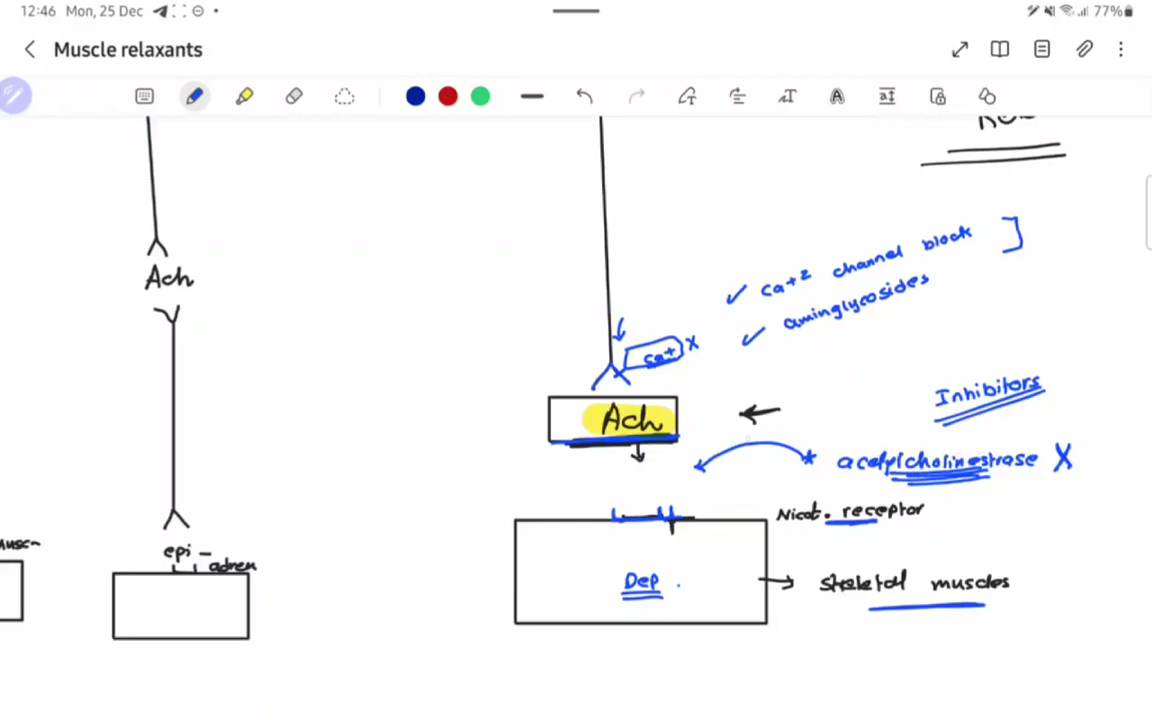 12:46 Mon, 25 Dec
77%
Muscle relaxants
Ach
Ca+2 channel block
aminglycosides
Ca+ x
Ach
Inhibitors
acetylcholinestrase X
Nicot. receptor
epi -
adren
Dep .
skeletal muscles